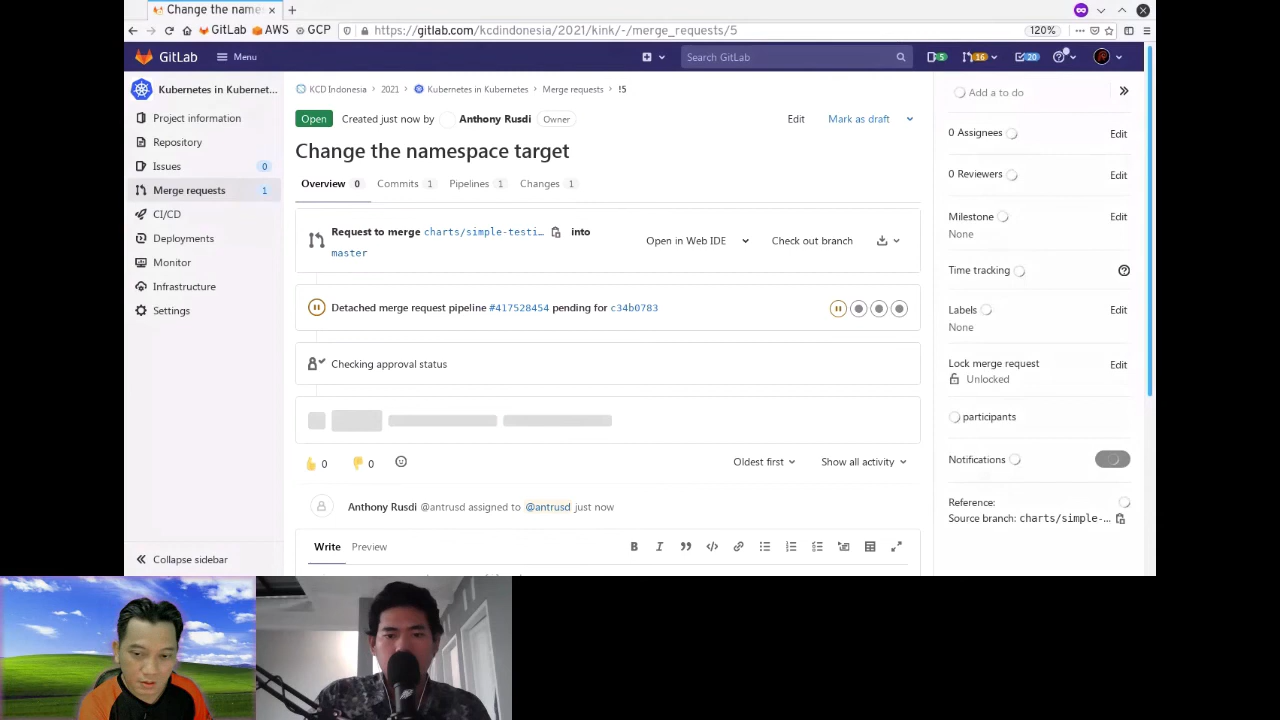 Change the names
GitLab
AWS
GCP
https://gitlab.com/kcdindonesia/2021/kink/-/merge_requests/5
120%
GitLab
Menu
Search GitLab
5
16
20
Kubernetes in Kubernet...
Project information
Repository
Issues 0
Merge requests 1
CI/CD
Deployments
Monitor
Infrastructure
Settings
Collapse sidebar
KCD Indonesia > 2021 > Kubernetes in Kubernetes > Merge requests > !5
Open Created just now by Anthony Rusdi Owner
Edit
Mark as draft
Change the namespace target
Overview 0
Commits 1
Pipelines 1
Changes 1
Request to merge charts/simple-testi… into
master
Open in Web IDE
Check out branch
Detached merge request pipeline #417528454 pending for c34b0783
Checking approval status
0
0
Oldest first
Show all activity
Anthony Rusdi @antrusd assigned to @antrusd just now
Write
Preview
Add a to do
0 Assignees Edit
0 Reviewers Edit
Milestone Edit
None
Time tracking
Labels Edit
None
Lock merge request Edit
Unlocked
participants
Notifications
Reference:
Source branch: charts/simple-…